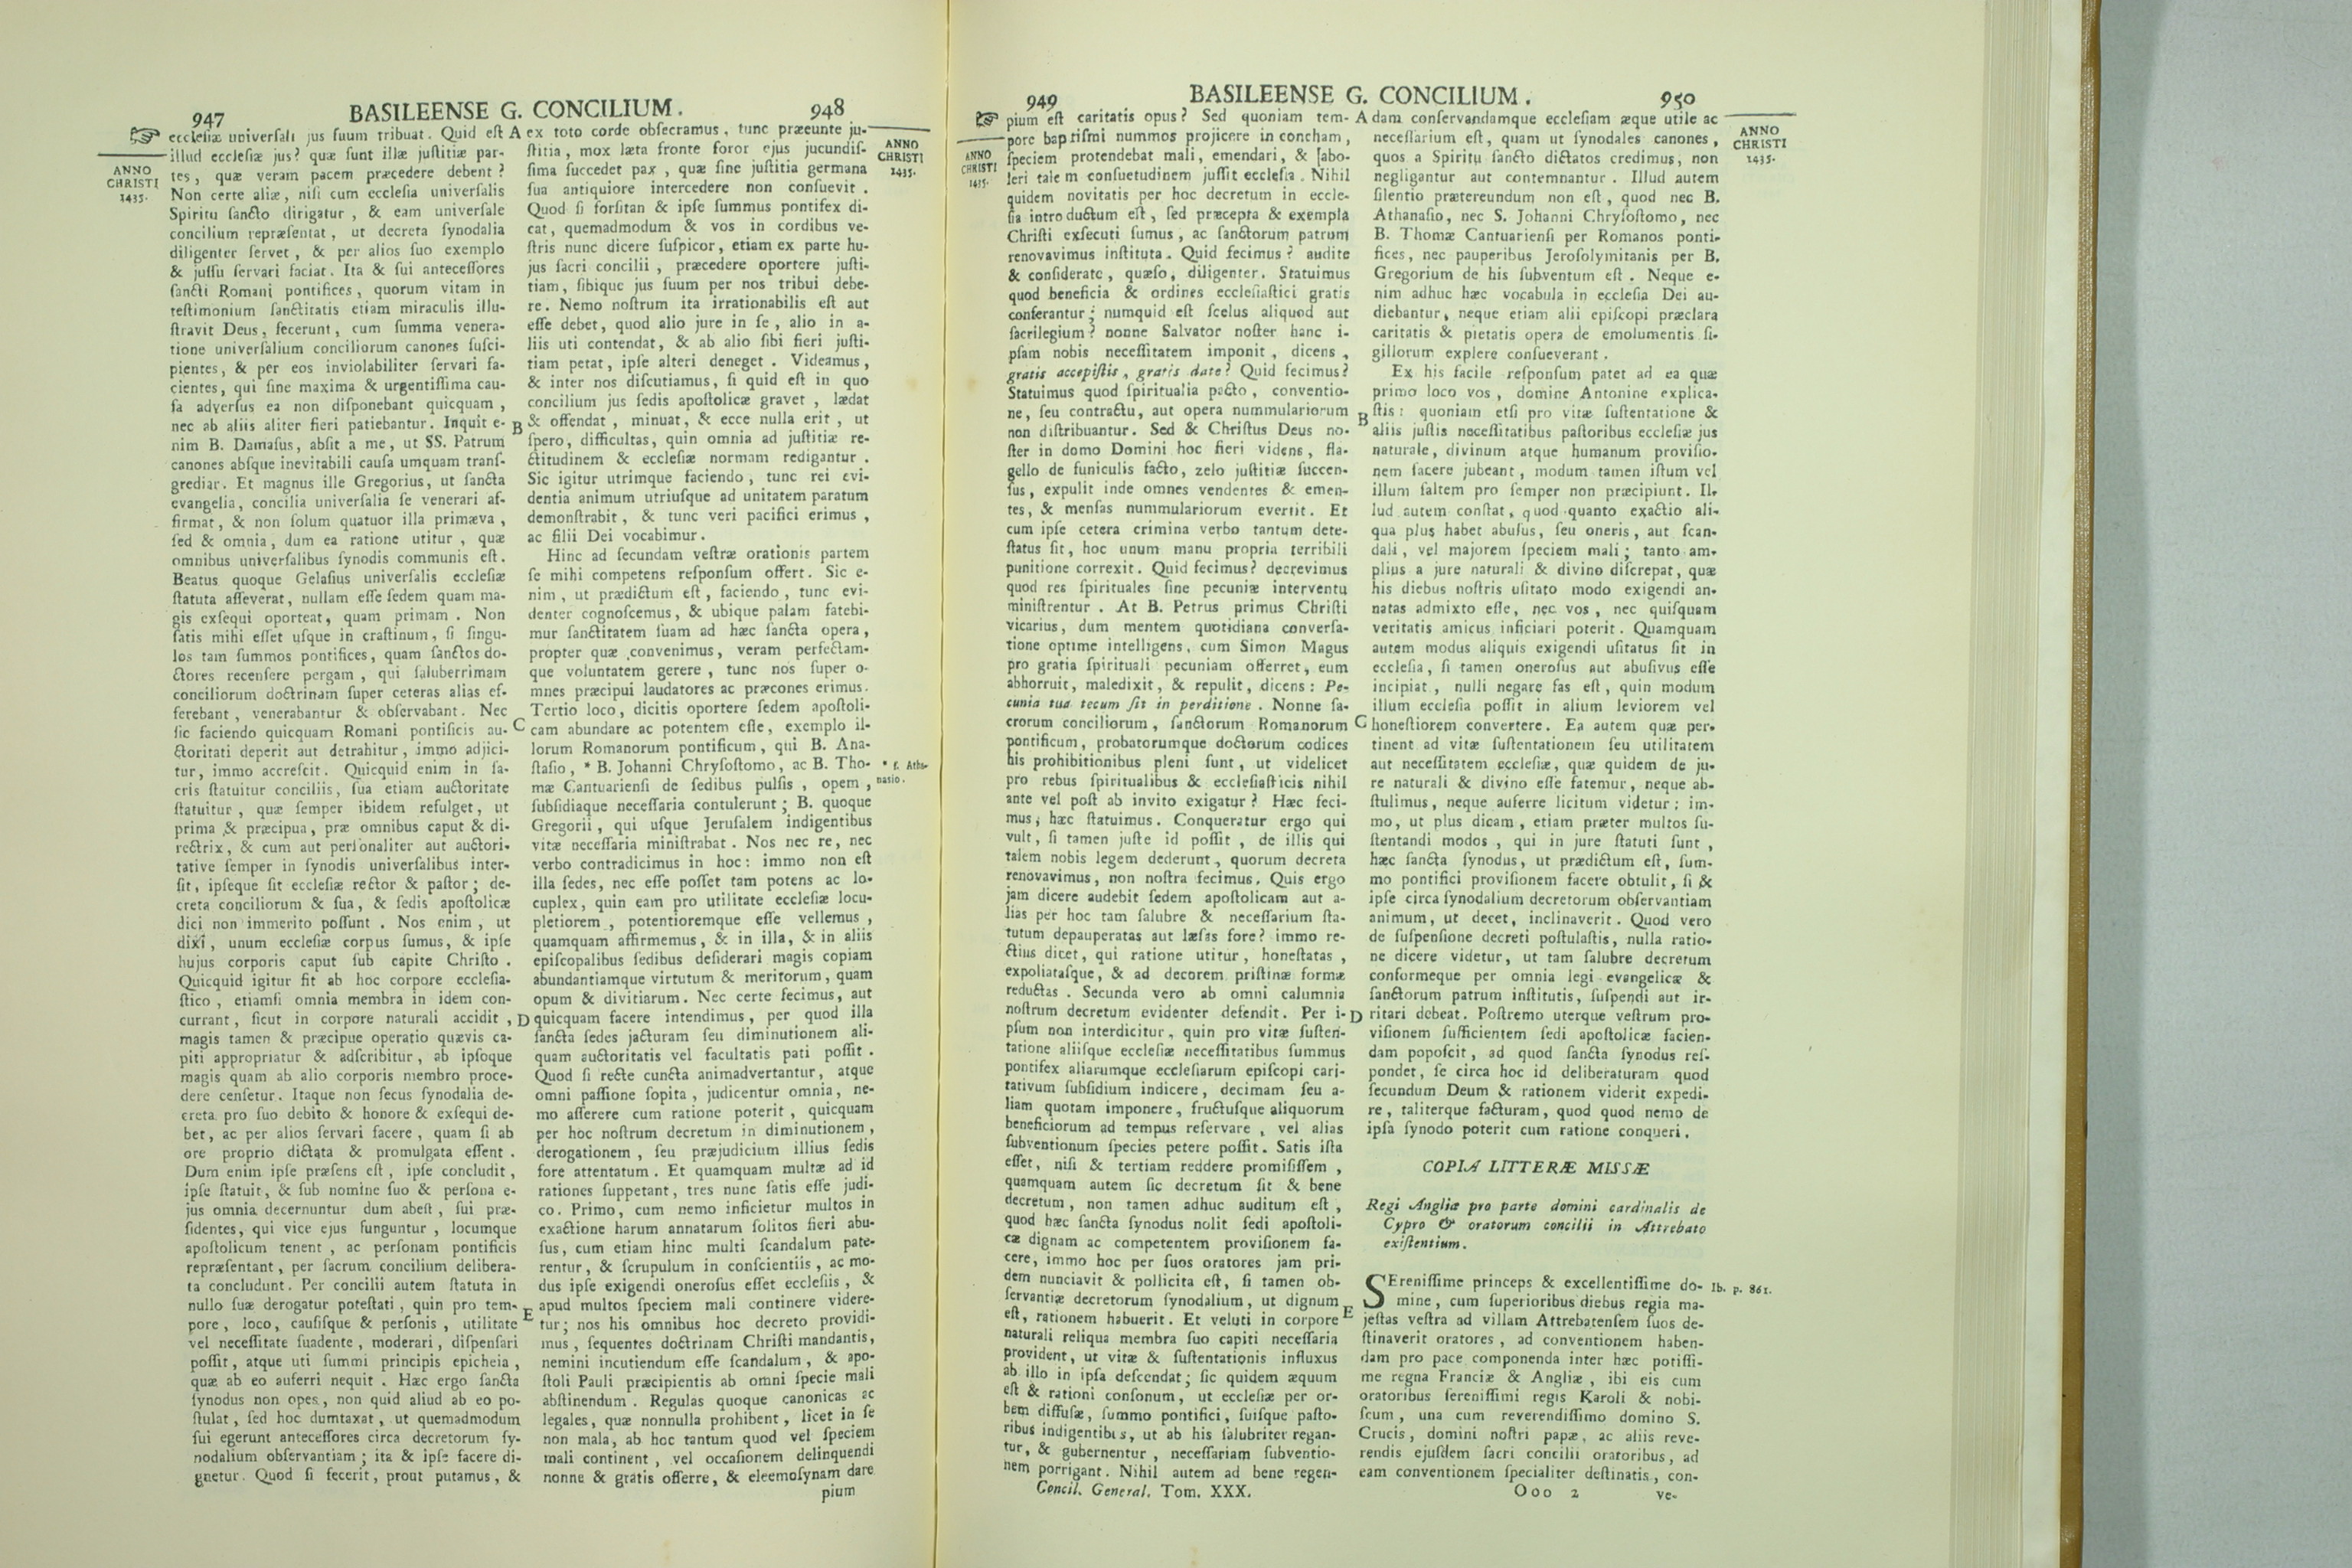 947 BASILEENSE G. CONCILIUM. 948
ANNO
CHRISTI
1435.
ecclesiæ universali jus suum tribuat. Quid est
illud ecclesiæ jus? quæ sunt illæ justitiæ par-
tes, quæ veram pacem præcedere debent?
Non certe aliæ, nisi cum ecclesia universalis
Spiritu sancto dirigatur, & eam universale
concilium repræsentat, ut decreta synodalia
diligenter servet, & per alios suo exemplo
& jussu servari faciat. Ita & sui antecessores
sancti Romani pontifices, quorum vitam in
testimonium sanctitatis etiam miraculis illu-
stravit Deus, fecerunt, cum summa venera-
tione universalium conciliorum canones susci-
pientes, & per eos inviolabiliter servari fa-
cientes, qui sine maxima & urgentissima cau-
sa adversus ea non disponebant quicquam,
nec ab aliis aliter fieri patiebantur. Inquit e-
nim B. Damasus, absit a me, ut SS. Patrum
canones absque inevitabili causa umquam trans-
grediar. Et magnus ille Gregorius, ut sancta
evangelia, concilia universalia se venerari af-
firmat, & non solum quatuor illa primæva,
sed & omnia, dum ea ratione utitur, quæ
omnibus universalibus synodis communis est.
Beatus quoque Gelasius universalis ecclesiæ
statuta asseverat, nullam esse sedem quam ma-
gis exsequi oporteat, quam primam. Non
satis mihi esset usque in crastinum, si singu-
los tam summos pontifices, quam sanctos do-
ctores recensere pergam, qui saluberrimam
conciliorum doctrinam super ceteras alias ef-
ferebant, venerabantur & observabant. Nec
sic faciendo quicquam Romani pontificis au-
ctoritati deperit aut detrahitur, immo adjici-
tur, immo accrescit. Quicquid enim in sa-
cris statuitur conciliis, sua etiam auctoritate
statuitur, quæ semper ibidem refulget, ut
prima & præcipua, præ omnibus caput & di-
rectrix, & cum aut personaliter aut auctori-
tative semper in synodis universalibus inter-
sit, ipseque sit ecclesiæ rector & pastor; de-
creta conciliorum & sua, & sedis apostolicæ
dici non immerito possunt. Nos enim, ut
dixi, unum ecclesiæ corpus sumus, & ipse
hujus corporis caput sub capite Christo.
Quicquid igitur fit ab hoc corpore ecclesia-
stico, etiamsi omnia membra in idem con-
currant, sicut in corpore naturali accidit,
magis tamen & præcipue operatio quævis ca-
piti appropriatur & adscribitur, ab ipsoque
magis quam ab alio corporis membro proce-
dere censetur. Itaque non secus synodalia de-
creta pro suo debito & honore & exsequi de-
bet, ac per alios servari facere, quam si ab
ore proprio dictata & promulgata essent.
Dum enim ipse præsens est, ipse concludit,
ipse statuit, & sub nomine suo & persona e-
jus omnia decernuntur dum abest, sui præ-
sidentes, qui vice ejus funguntur, locumque
apostolicum tenent, ac personam pontificis
repræsentant, per sacrum concilium delibera-
ta concludunt. Per concilii autem statuta in
nullo suæ derogatur potestati, quin pro tem-
pore, loco, causisque & personis, utilitate
vel necessitate suadente, moderari, dispensari
possit, atque uti summi principis epicheia,
quæ ab eo auferri nequit. Hæc ergo sancta
synodus non opes, non quid aliud ab eo po-
stulat, sed hoc dumtaxat, ut quemadmodum
sui egerunt antecessores circa decretorum sy-
nodalium observantiam; ita & ipse facere di-
gnetur. Quod si fecerit, prout putamus, &
A
B
C
D
E
ex toto corde obsecramus, tunc præeunte ju-
stitia, mox læta fronte soror ejus jucundis-
sima succedet pax, quæ sine justitia germana
sua antiquiore intercedere non consuevit.
Quod si forsitan & ipse summus pontifex di-
cat, quemadmodum & vos in cordibus ve-
stris nunc dicere suspicor, etiam ex parte hu-
jus sacri concilii, præcedere oportere justi-
tiam, sibique jus suum per nos tribui debe-
re. Nemo nostrum ita irrationabilis est aut
esse debet, quod alio jure in se, alio in a-
liis uti contendat, & ab alio sibi fieri justi-
tiam petat, ipse alteri deneget. Videamus,
& inter nos discutiamus, si quid est in quo
concilium jus sedis apostolicæ gravet, lædat
& offendat, minuat, & ecce nulla erit, ut
spero, difficultas, quin omnia ad justitiæ re-
ctitudinem & ecclesiæ normam redigantur.
Sic igitur utrimque faciendo, tunc rei evi-
dentia animum utriusque ad unitatem paratum
demonstrabit, & tunc veri pacifici erimus,
ac filii Dei vocabimur.
Hinc ad secundam vestræ orationis partem
se mihi competens responsum offert. Sic e-
nim, ut prædictum est, faciendo, tunc evi-
denter cognoscemus, & ubique palam fatebi-
mur sanctitatem suam ad hæc sancta opera,
propter quæ convenimus, veram perfectam-
que voluntatem gerere, tunc nos super o-
mnes præcipui laudatores ac præcones erimus.
Tertio loco, dicitis oportere sedem apostoli-
cam abundare ac potentem esse, exemplo il-
lorum Romanorum pontificum, qui B. Ana-
stasio, * B. Johanni Chrysostomo, ac B. Tho-
mæ Cantuariensi de sedibus pulsis, opem,
subsidiaque necessaria contulerunt; B. quoque
Gregorii, qui usque Jerusalem indigentibus
vitæ necessaria ministrabat. Nos nec re, nec
verbo contradicimus in hoc: immo non est
illa sedes, nec esse posset tam potens ac lo-
cuplex, quin eam pro utilitate ecclesiæ locu-
pletiorem, potentioremque esse vellemus,
quamquam affirmemus, & in illa, & in aliis
episcopalibus sedibus desiderari magis copiam
abundantiamque virtutum & meritorum, quam
opum & divitiarum. Nec certe fecimus, aut
quicquam facere intendimus, per quod illa
sancta sedes jacturam seu diminutionem ali-
quam auctoritatis vel facultatis pati possit.
Quod si recte cuncta animadvertantur, atque
omni passione sopita, judicentur omnia, ne-
mo asserere cum ratione poterit, quicquam
per hoc nostrum decretum in diminutionem,
derogationem, seu præjudicium illius sedis
fore attentatum. Et quamquam multæ ad id
rationes suppetant, tres nunc satis esse judi-
co. Primo, cum nemo inficietur multos in
exactione harum annatarum solitos fieri abu-
sus, cum etiam hinc multi scandalum pate-
rentur, & scrupulum in conscientiis, ac mo-
dus ipse exigendi onerosus esset ecclesiis, &
apud multos speciem mali continere videre-
tur; nos his omnibus hoc decreto providi-
mus, sequentes doctrinam Christi mandantis,
nemini incutiendum esse scandalum, & apo-
stoli Pauli præcipientis ab omni specie mali
abstinendum. Regulas quoque canonicas ac
legales, quæ nonnulla prohibent, licet in se
non mala, ab hoc tantum quod vel speciem
mali continent, vel occasionem delinquendi
nonne & gratis offerre, & eleemosynam dare
pium
ANNO
CHRISTI
1435.
* f. Atha-
nasio.
949 BASILEENSE G. CONCILIUM. 950
ANNO
CHRISTI
1435.
pium est caritatis opus? Sed quoniam tem-
pore baptismi nummos projicere in concham,
speciem protendebat mali, emendari, & abo-
leri talem consuetudinem jussit ecclesia. Nihil
quidem novitatis per hoc decretum in eccle-
sia introductum est, sed præcepta & exempla
Christi exsecuti sumus, ac sanctorum patrum
renovavimus instituta. Quid fecimus? audite
& considerate, quæso, diligenter. Statuimus
quod beneficia & ordines ecclesiastici gratis
conferantur; numquid est scelus aliquod aut
sacrilegium? nonne Salvator noster hanc i-
psam nobis necessitatem imponit, dicens,
gratis accepistis, gratis date? Quid fecimus?
Statuimus quod spiritualia pacto, conventio-
ne, seu contractu, aut opera nummulariorum
non distribuantur. Sed & Christus Deus no-
ster in domo Domini hoc fieri videns, fla-
gello de funiculis facto, zelo justitiæ succen-
sus, expulit inde omnes vendentes & emen-
tes, & mensas nummulariorum evertit. Et
cum ipse cetera crimina verbo tantum dete-
status sit, hoc unum manu propria terribili
punitione correxit. Quid fecimus? decrevimus
quod res spirituales sine pecuniæ interventu
ministrentur. At B. Petrus primus Christi
vicarius, dum mentem quotidiana conversa-
tione optime intelligens, cum Simon Magus
pro gratia spirituali pecuniam offerret, eum
abhorruit, maledixit, & repulit, dicens: Pe-
cunia tua tecum sit in perditione. Nonne sa-
crorum conciliorum, sanctorum Romanorum
pontificum, probatorumque doctorum codices
his prohibitionibus pleni sunt, ut videlicet
pro rebus spiritualibus & ecclesiasticis nihil
ante vel post ab invito exigatur? Hæc feci-
mus, hæc statuimus. Conqueratur ergo qui
vult, si tamen juste id possit, de illis qui
talem nobis legem dederunt, quorum decreta
renovavimus, non nostra fecimus. Quis ergo
jam dicere audebit sedem apostolicam aut a-
lias per hoc tam salubre & necessarium sta-
tutum depauperatas aut læsas fore? immo re-
ctius dicet, qui ratione utitur, honestatas,
expoliatasque, & ad decorem pristinæ formæ
reductas. Secunda vero ab omni calumnia
nostrum decretum evidenter defendit. Per i-
psum non interdicitur, quin pro vitæ susten-
tatione aliisque ecclesiæ necessitatibus summus
pontifex aliarumque ecclesiarum episcopi cari-
tativum subsidium indicere, decimam seu a-
liam quotam imponere, fructusque aliquorum
beneficiorum ad tempus reservare, vel alias
subventionum species petere possit. Satis ista
esset, nisi & tertiam reddere promisissem,
quamquam autem sic decretum sit & bene
decretum, non tamen adhuc auditum est,
quod hæc sancta synodus nolit sedi apostoli-
cæ dignam ac competentem provisionem fa-
cere, immo hoc per suos oratores jam pri-
dem nunciavit & pollicita est, si tamen ob-
servantiæ decretorum synodalium, ut dignum
est, rationem habuerit. Et veluti in corpore
naturali reliqua membra suo capiti necessaria
provident, ut vitæ & sustentationis influxus
ab illo in ipsa descendat; sic quidem æquum
est & rationi consonum, ut ecclesiæ per or-
bem diffusæ, summo pontifici, suisque pasto-
ribus indigentibus, ut ab his salubriter regan-
tur, & gubernentur, necessariam subventio-
nem porrigant. Nihil autem ad bene regen-
Concil. General. Tom. XXX.
A
B
C
D
E
dam conservandamque ecclesiam æque utile ac
necessarium est, quam ut synodales canones,
quos a Spiritu sancto dictatos credimus, non
negligantur aut contemnantur. Illud autem
silentio prætereundum non est, quod nec B.
Athanasio, nec S. Johanni Chrysostomo, nec
B. Thomæ Cantuariensi per Romanos ponti-
fices, nec pauperibus Jerosolymitanis per B.
Gregorium de his subventum est. Neque e-
nim adhuc hæc vocabula in ecclesia Dei au-
diebantur, neque etiam alii episcopi præclara
caritatis & pietatis opera de emolumentis si-
gillorum explere consueverant.
Ex his facile responsum patet ad ea quæ
primo loco vos, domine Antonine explica-
stis: quoniam etsi pro vitæ sustentatione &
aliis justis necessitatibus pastoribus ecclesiæ jus
naturale, divinum atque humanum provisio-
nem facere jubeant, modum tamen istum vel
illum saltem pro semper non præcipiunt. Il-
lud autem constat, quod quanto exactio ali-
qua plus habet abusus, seu oneris, aut scan-
dali, vel majorem speciem mali; tanto am-
plius a jure naturali & divino discrepat, quæ
his diebus nostris usitato modo exigendi an-
natas admixto esse, nec vos, nec quisquam
veritatis amicus inficiari poterit. Quamquam
autem modus aliquis exigendi usitatus sit in
ecclesia, si tamen onerosus aut abusivus esse
incipiat, nulli negare fas est, quin modum
illum ecclesia possit in alium leviorem vel
honestiorem convertere. Ea autem quæ per-
tinent ad vitæ sustentationem seu utilitatem
aut necessitatem ecclesiæ, quæ quidem de ju-
re naturali & divino esse fatemur, neque ab-
stulimus, neque auferre licitum videtur: im-
mo, ut plus dicam, etiam præter multos su-
stentandi modos, qui in jure statuti sunt,
hæc sancta synodus, ut prædictum est, sum-
mo pontifici provisionem facere obtulit, si &
ipse circa synodalium decretorum observantiam
animum, ut decet, inclinaverit. Quod vero
de suspensione decreti postulastis, nulla ratio-
ne dicere videtur, ut tam salubre decretum
conformeque per omnia legi evangelicæ &
sanctorum patrum institutis, suspendi aut ir-
ritari debeat. Postremo uterque vestrum pro-
visionem sufficientem sedi apostolicæ facien-
dam poposcit, ad quod sancta synodus res-
pondet, se circa hoc id deliberaturam quod
secundum Deum & rationem viderit expedi-
re, taliterque facturam, quod quod nemo de
ipsa synodo poterit cum ratione conqueri.
COPIA LITTERÆ MISSÆ
Regi Angliæ pro parte domini cardinalis de
Cypro & oratorum concilii in Attrebato
existentium.
SErenissime princeps & excellentissime do-
mine, cum superioribus diebus regia ma-
jestas vestra ad villam Attrebatensem suos de-
stinaverit oratores, ad conventionem haben-
dam pro pace componenda inter hæc potissi-
me regna Franciæ & Angliæ, ibi eis cum
oratoribus serenissimi regis Karoli & nobi-
scum, una cum reverendissimo domino S.
Crucis, domini nostri papæ, ac aliis reve-
rendis ejusdem sacri concilii oratoribus, ad
eam conventionem specialiter destinatis, con-
Ooo 2 ve-
ANNO
CHRISTI
1435.
Ib. p. 861.